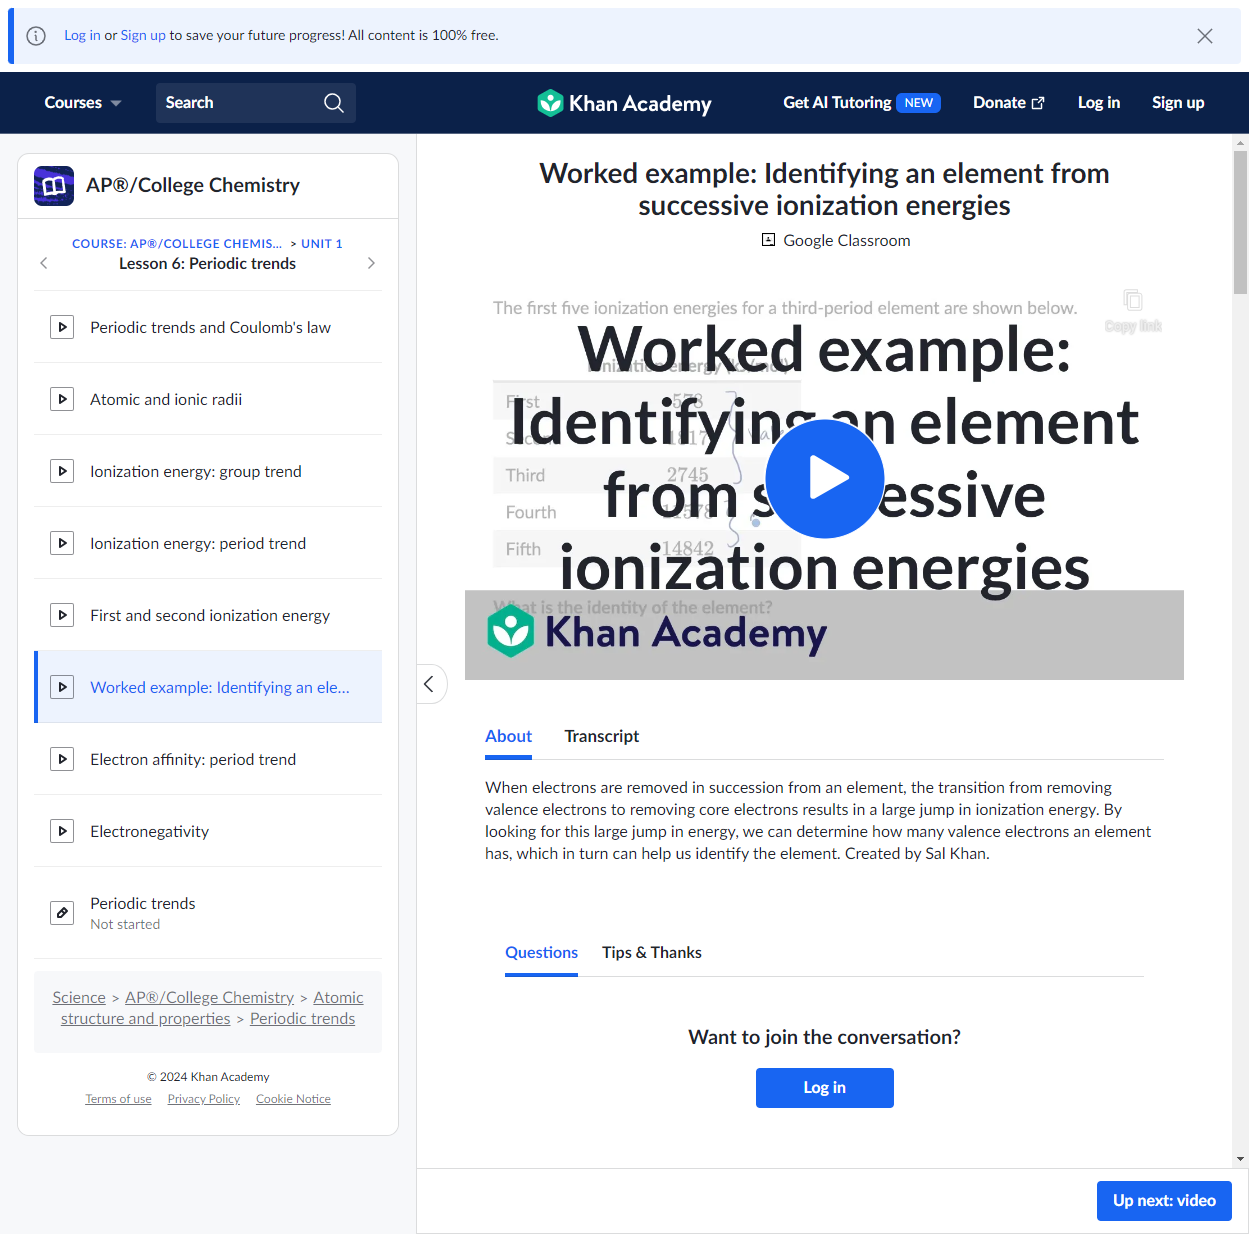 Log in or Sign up to save your future progress! All content is 100% free.
Courses
Search
Khan Academy
Get AI Tutoring NEW
Donate
Log in
Sign up
AP®/College Chemistry
COURSE: AP®/COLLEGE CHEMIS... > UNIT 1
Lesson 6: Periodic trends
Periodic trends and Coulomb's law
Atomic and ionic radii
Ionization energy: group trend
Ionization energy: period trend
First and second ionization energy
Worked example: Identifying an ele...
Electron affinity: period trend
Electronegativity
Periodic trends
Not started
Science > AP®/College Chemistry > Atomic
structure and properties > Periodic trends
© 2024 Khan Academy
Terms of use Privacy Policy Cookie Notice
Worked example: Identifying an element from
successive ionization energies
Google Classroom
The first five ionization energies for a third-period element are shown below.
Copy link
Worked example:
Identifying an element
from successive
ionization energies
Ionization energy (kJ/mol)
First 578
Second 1817
Third 2745
Fourth 11578
Fifth 14842
What is the identity of the element?
Khan Academy
About
Transcript
When electrons are removed in succession from an element, the transition from removing
valence electrons to removing core electrons results in a large jump in ionization energy. By
looking for this large jump in energy, we can determine how many valence electrons an element
has, which in turn can help us identify the element. Created by Sal Khan.
Questions
Tips & Thanks
Want to join the conversation?
Log in
Up next: video